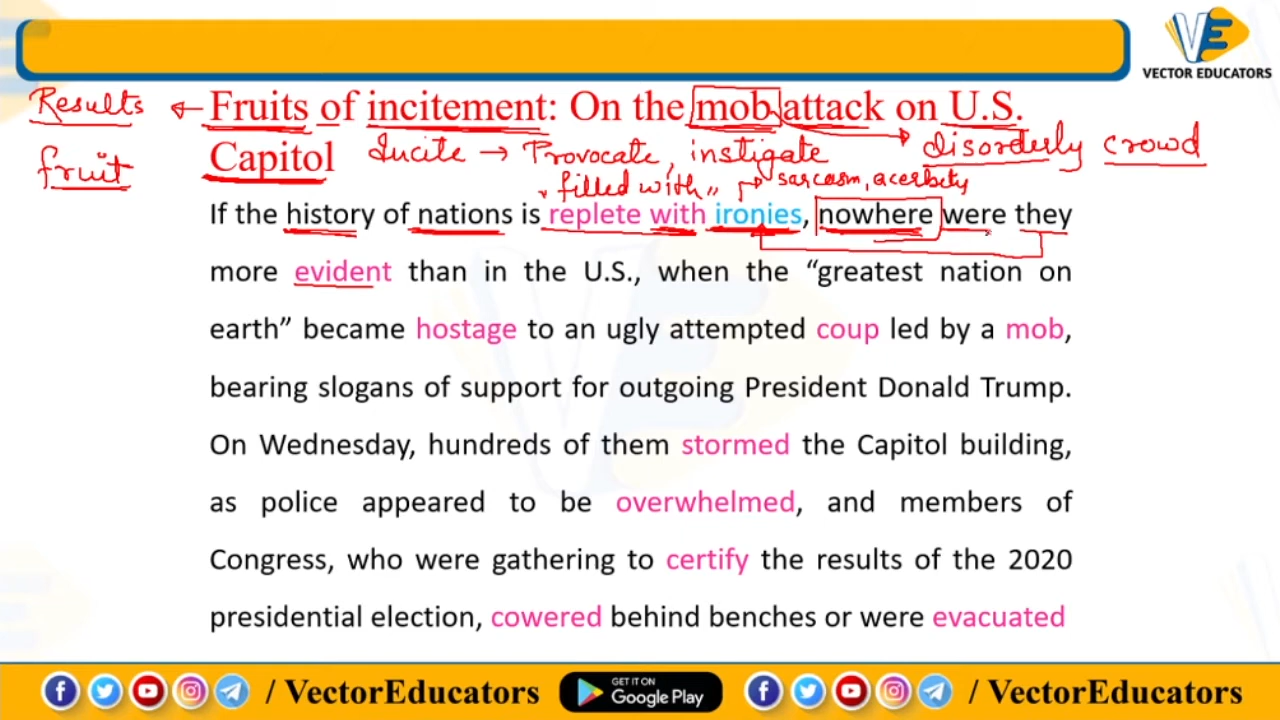 VECTOR EDUCATORS
Results ← Fruits of incitement: On the mob attack on U.S.
fruit Capitol Incite → Provocate, instigate disorderly crowd
"filled with" → sarcasm, acerbity
If the history of nations is replete with ironies, nowhere were they
more evident than in the U.S., when the “greatest nation on
earth” became hostage to an ugly attempted coup led by a mob,
bearing slogans of support for outgoing President Donald Trump.
On Wednesday, hundreds of them stormed the Capitol building,
as police appeared to be overwhelmed, and members of
Congress, who were gathering to certify the results of the 2020
presidential election, cowered behind benches or were evacuated
/ VectorEducators GET IT ON Google Play / VectorEducators